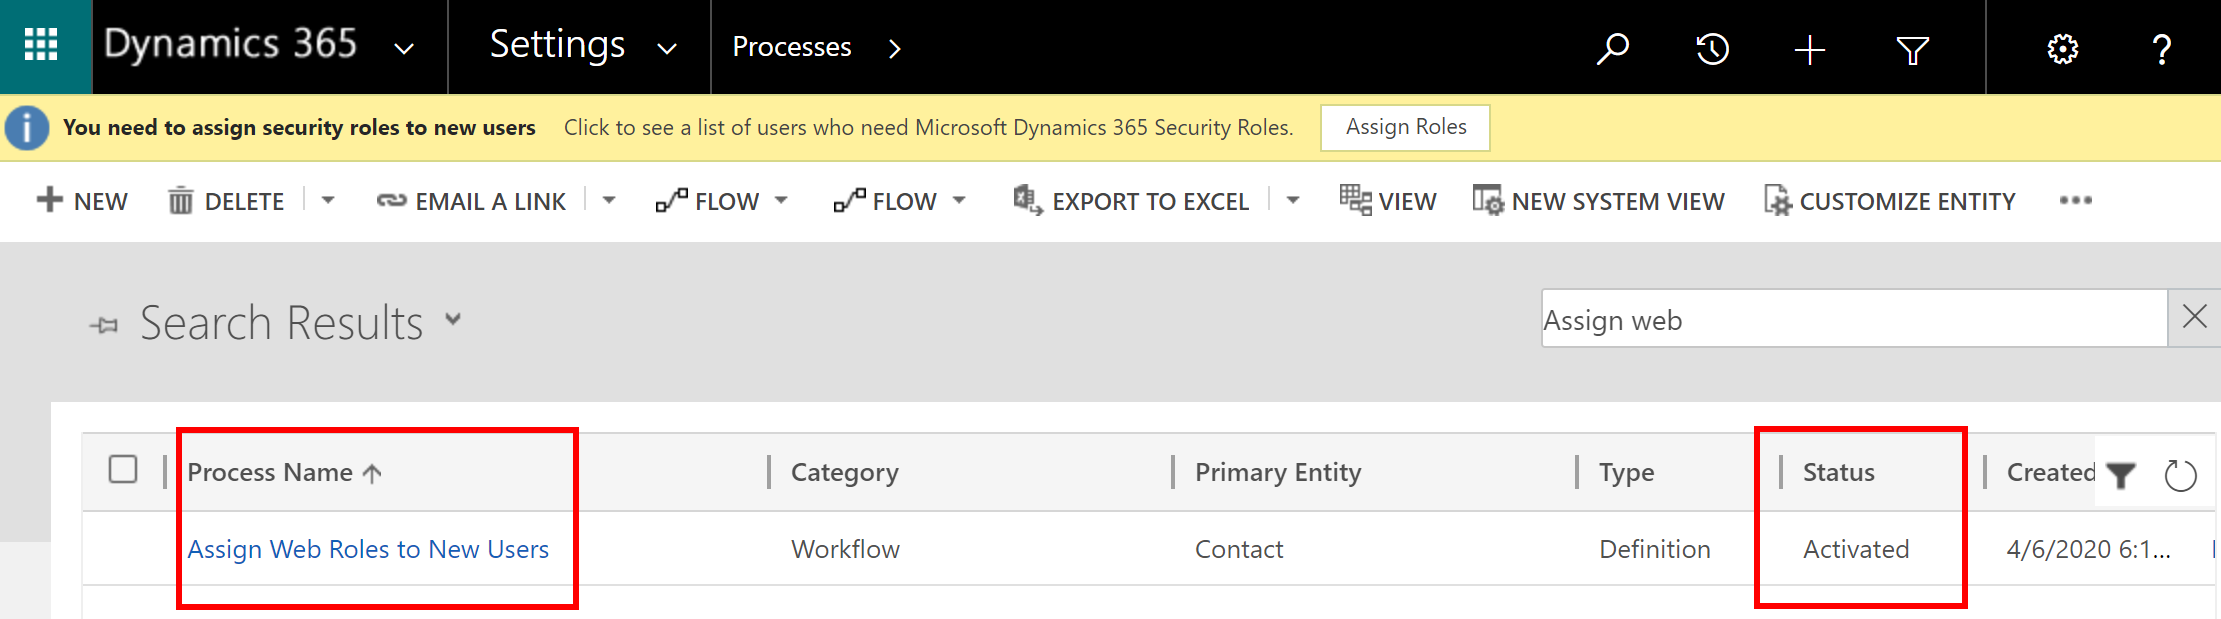 Dynamics 365 Settings Processes
You need to assign security roles to new users Click to see a list of users who need Microsoft Dynamics 365 Security Roles. Assign Roles
NEW DELETE EMAIL A LINK FLOW FLOW EXPORT TO EXCEL VIEW NEW SYSTEM VIEW CUSTOMIZE ENTITY
Search Results Assign web
Process Name Category Primary Entity Type Status Created
Assign Web Roles to New Users Workflow Contact Definition Activated 4/6/2020 6:1...